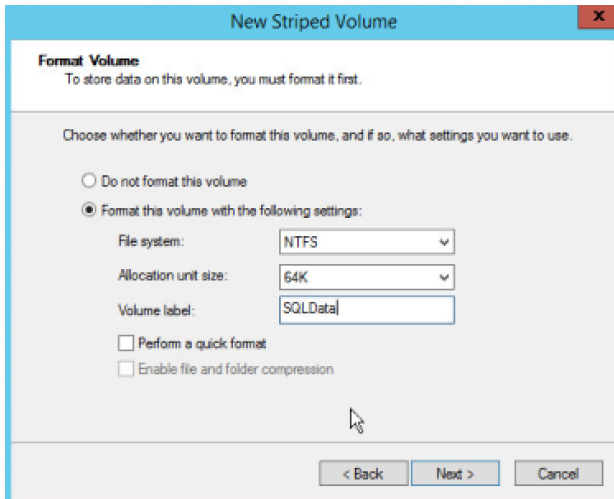 New Striped Volume
x
Format Volume
To store data on this volume, you must format it first.
Choose whether you want to format this volume, and if so, what settings you want to use.
Do not format this volume
Format this volume with the following settings:
File system: NTFS
Allocation unit size: 64K
Volume label: SQLData
Perform a quick format
Enable file and folder compression
< Back Next > Cancel